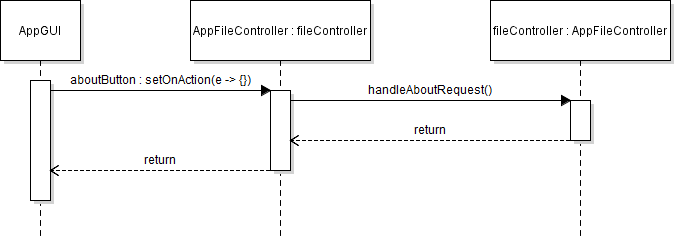 AppGUI
AppFileController : fileController
fileController : AppFileController
aboutButton : setOnAction(e -> {})
handleAboutRequest()
return
return